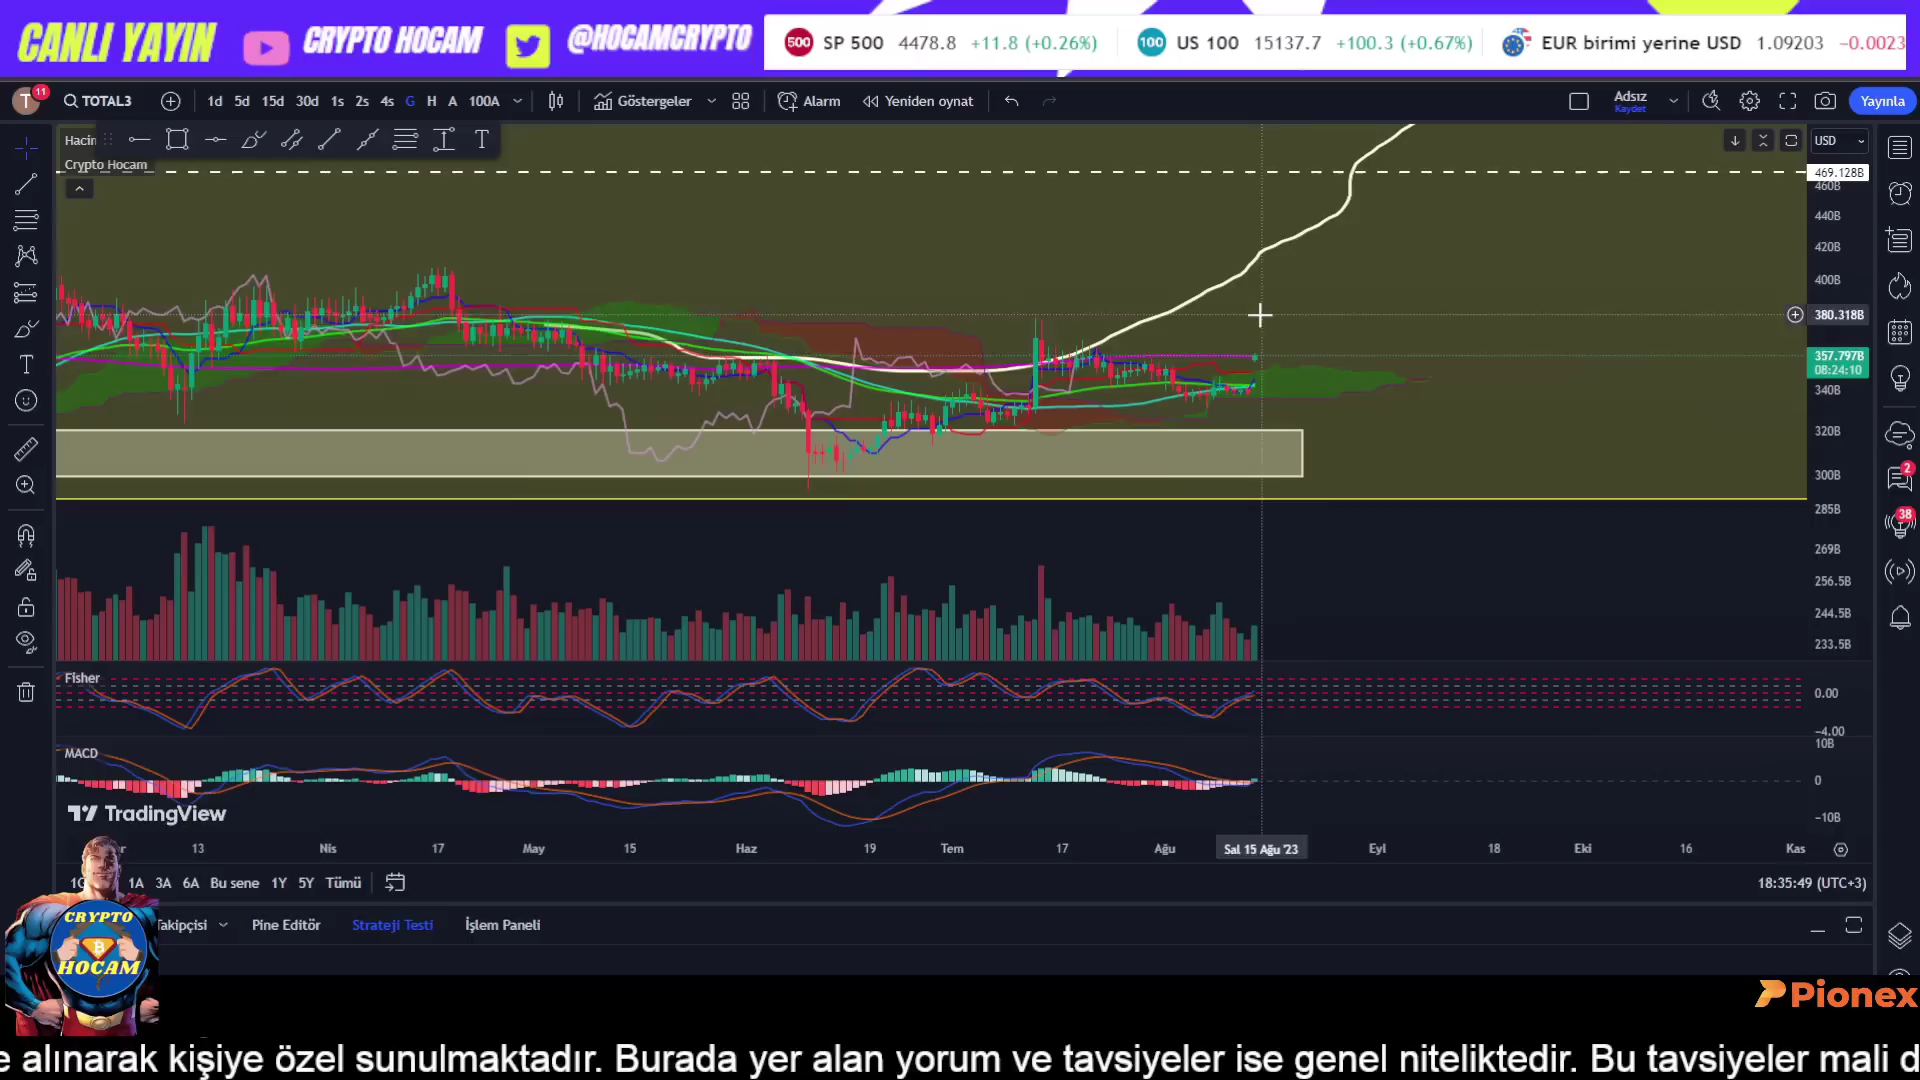 CANLI YAYIN CRYPTO HOCAM @HOCAMCRYPTO
500 SP 500 4478.8 +11.8 (+0.26%) 100 US 100 15137.7 +100.3 (+0.67%) EUR birimi yerine USD 1.09203 -0.0023
T 11 TOTAL3 1d 5d 15d 30d 1s 2s 4s G H A 100A Göstergeler Alarm Yeniden oynat Adsız Kaydet Yayınla
Hacim
Crypto Hocam
USD
469.128B
460B
440B
420B
400B
380.318B
357.797B
08:24:10
340B
320B
300B
285B
269B
256.5B
244.5B
233.5B
2
38
Fisher
0.00
-4.00
MACD
10B
0
-10B
TradingView
13 Nis 17 May 15 Haz 19 Tem 17 Ağu Sal 15 Ağu '23 Eyl 18 Eki 16 Kas
1A 3A 6A Bu sene 1Y 5Y Tümü 18:35:49 (UTC+3)
Takipçisi Pine Editör Strateji Testi İşlem Paneli
CRYPTO
HOCAM
Pionex
e alınarak kişiye özel sunulmaktadır. Burada yer alan yorum ve tavsiyeler ise genel niteliktedir. Bu tavsiyeler mali d